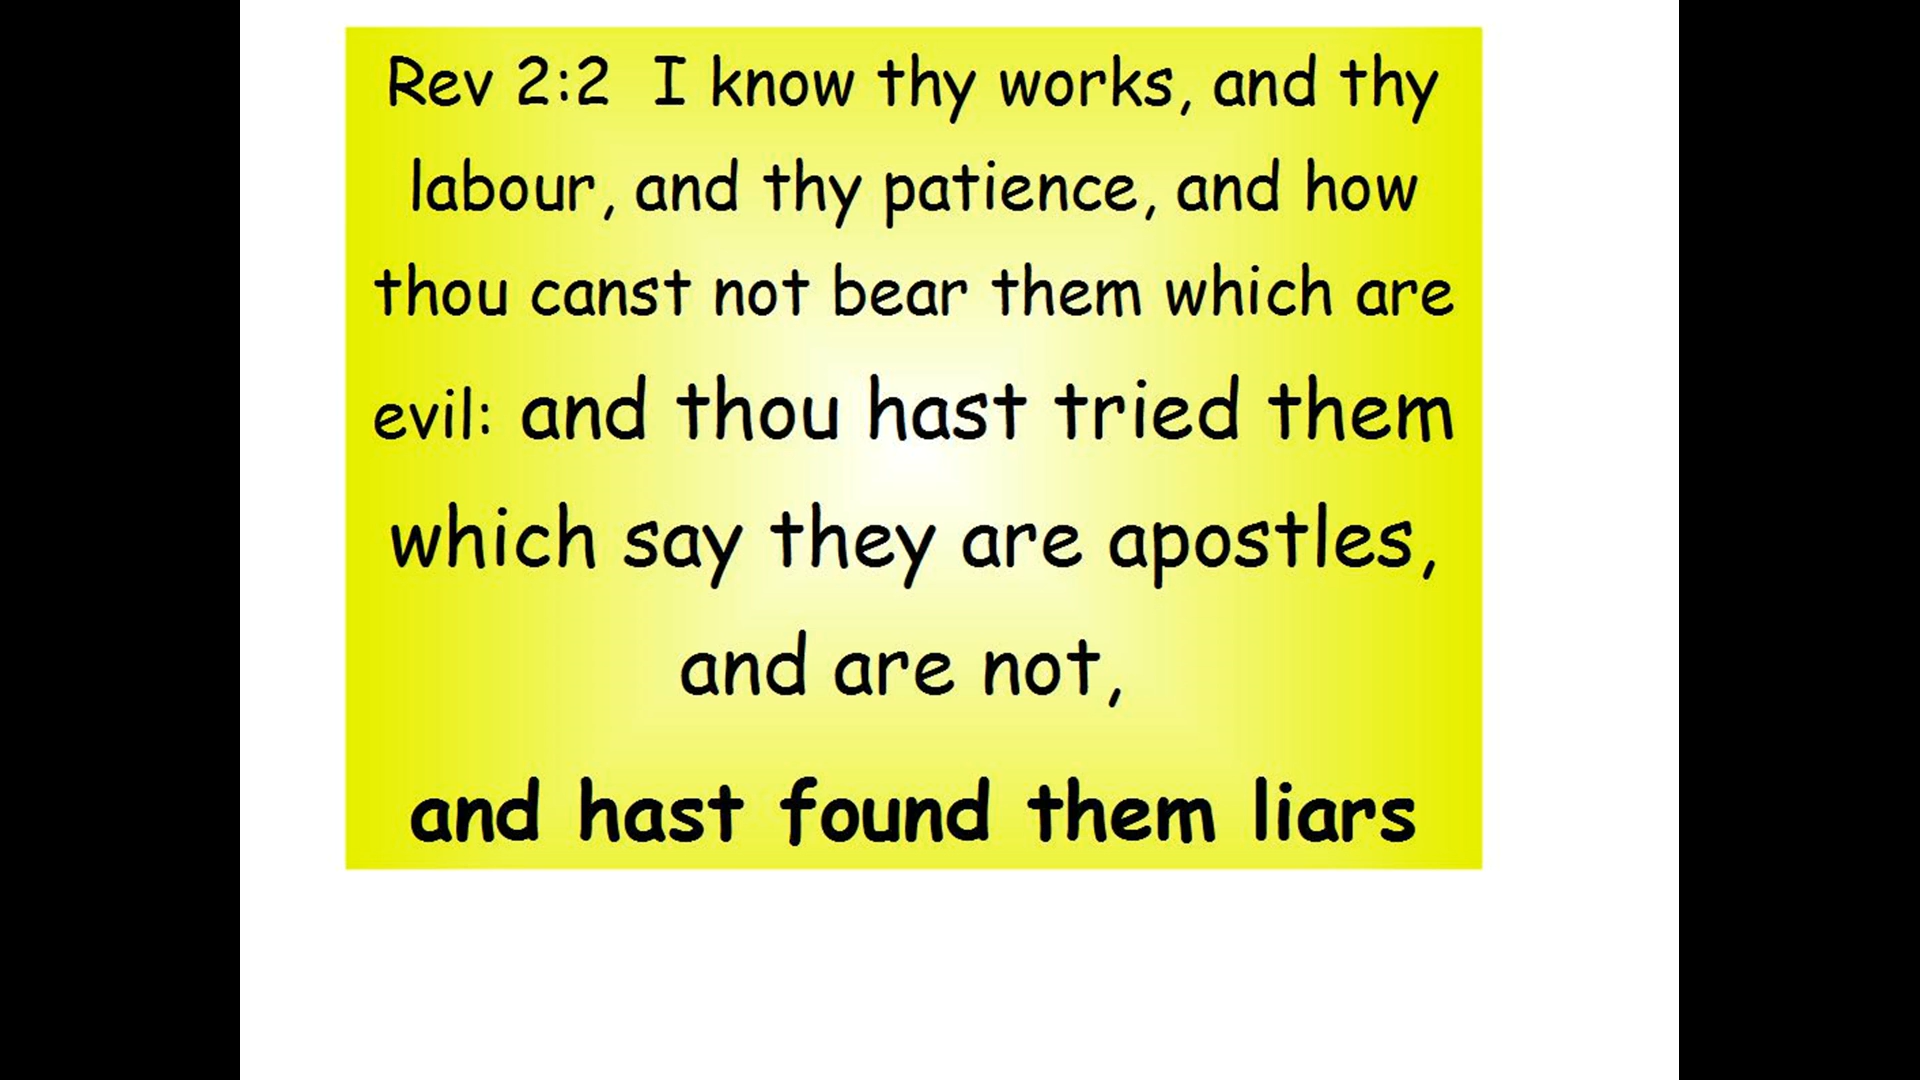 Rev 2:2  I know thy works, and thy
labour, and thy patience, and how
thou canst not bear them which are
evil: and thou hast tried them
which say they are apostles,
and are not,
and hast found them liars